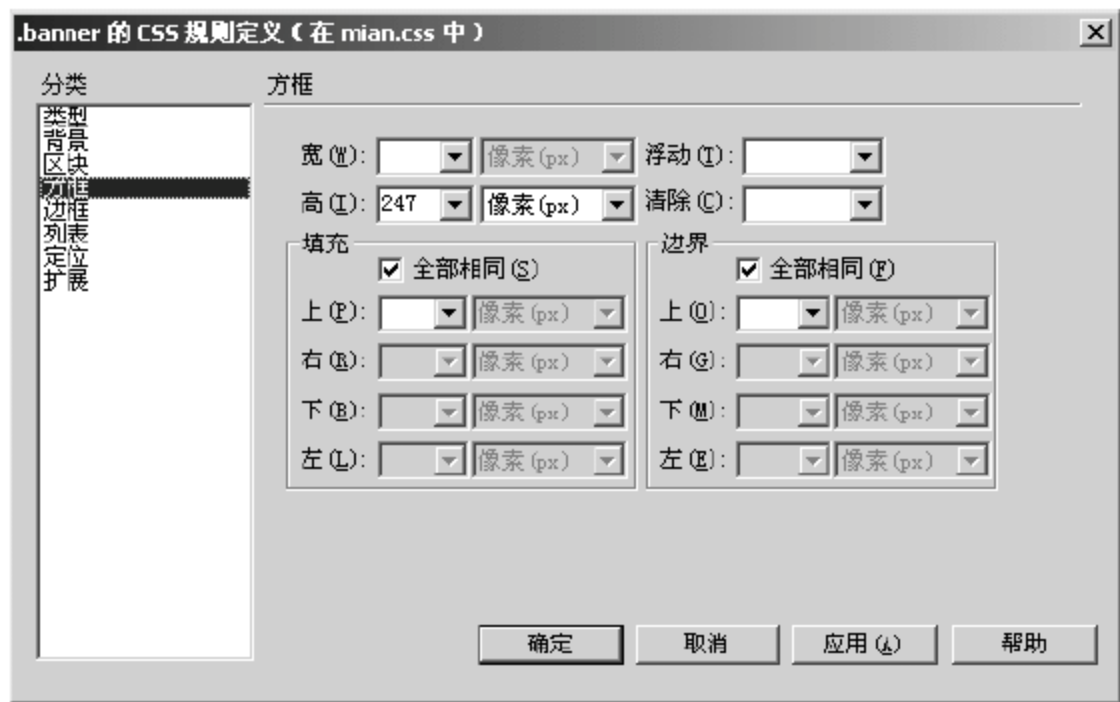 .banner 的 CSS 规则定义（在 mian.css 中）
分类
方框
类型
背景
区块
方框
边框
列表
定位
扩展
宽(W): 像素(px) 浮动(T):
高(I): 247 像素(px) 清除(C):
填充
全部相同(S)
上(P): 像素(px)
右(R): 像素(px)
下(B): 像素(px)
左(L): 像素(px)
边界
全部相同(F)
上(O): 像素(px)
右(G): 像素(px)
下(M): 像素(px)
左(E): 像素(px)
确定 取消 应用(A) 帮助